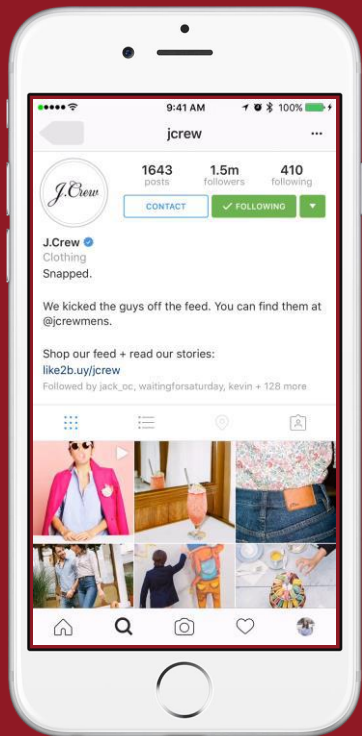 9:41 AM
100%
jcrew
1643 1.5m 410
posts followers following
J.Crew
CONTACT ✓ FOLLOWING
J.Crew
Clothing
Snapped.
We kicked the guys off the feed. You can find them at
@jcrewmens.
Shop our feed + read our stories:
like2b.uy/jcrew
Followed by jack_oc, waitingforsaturday, kevin + 128 more